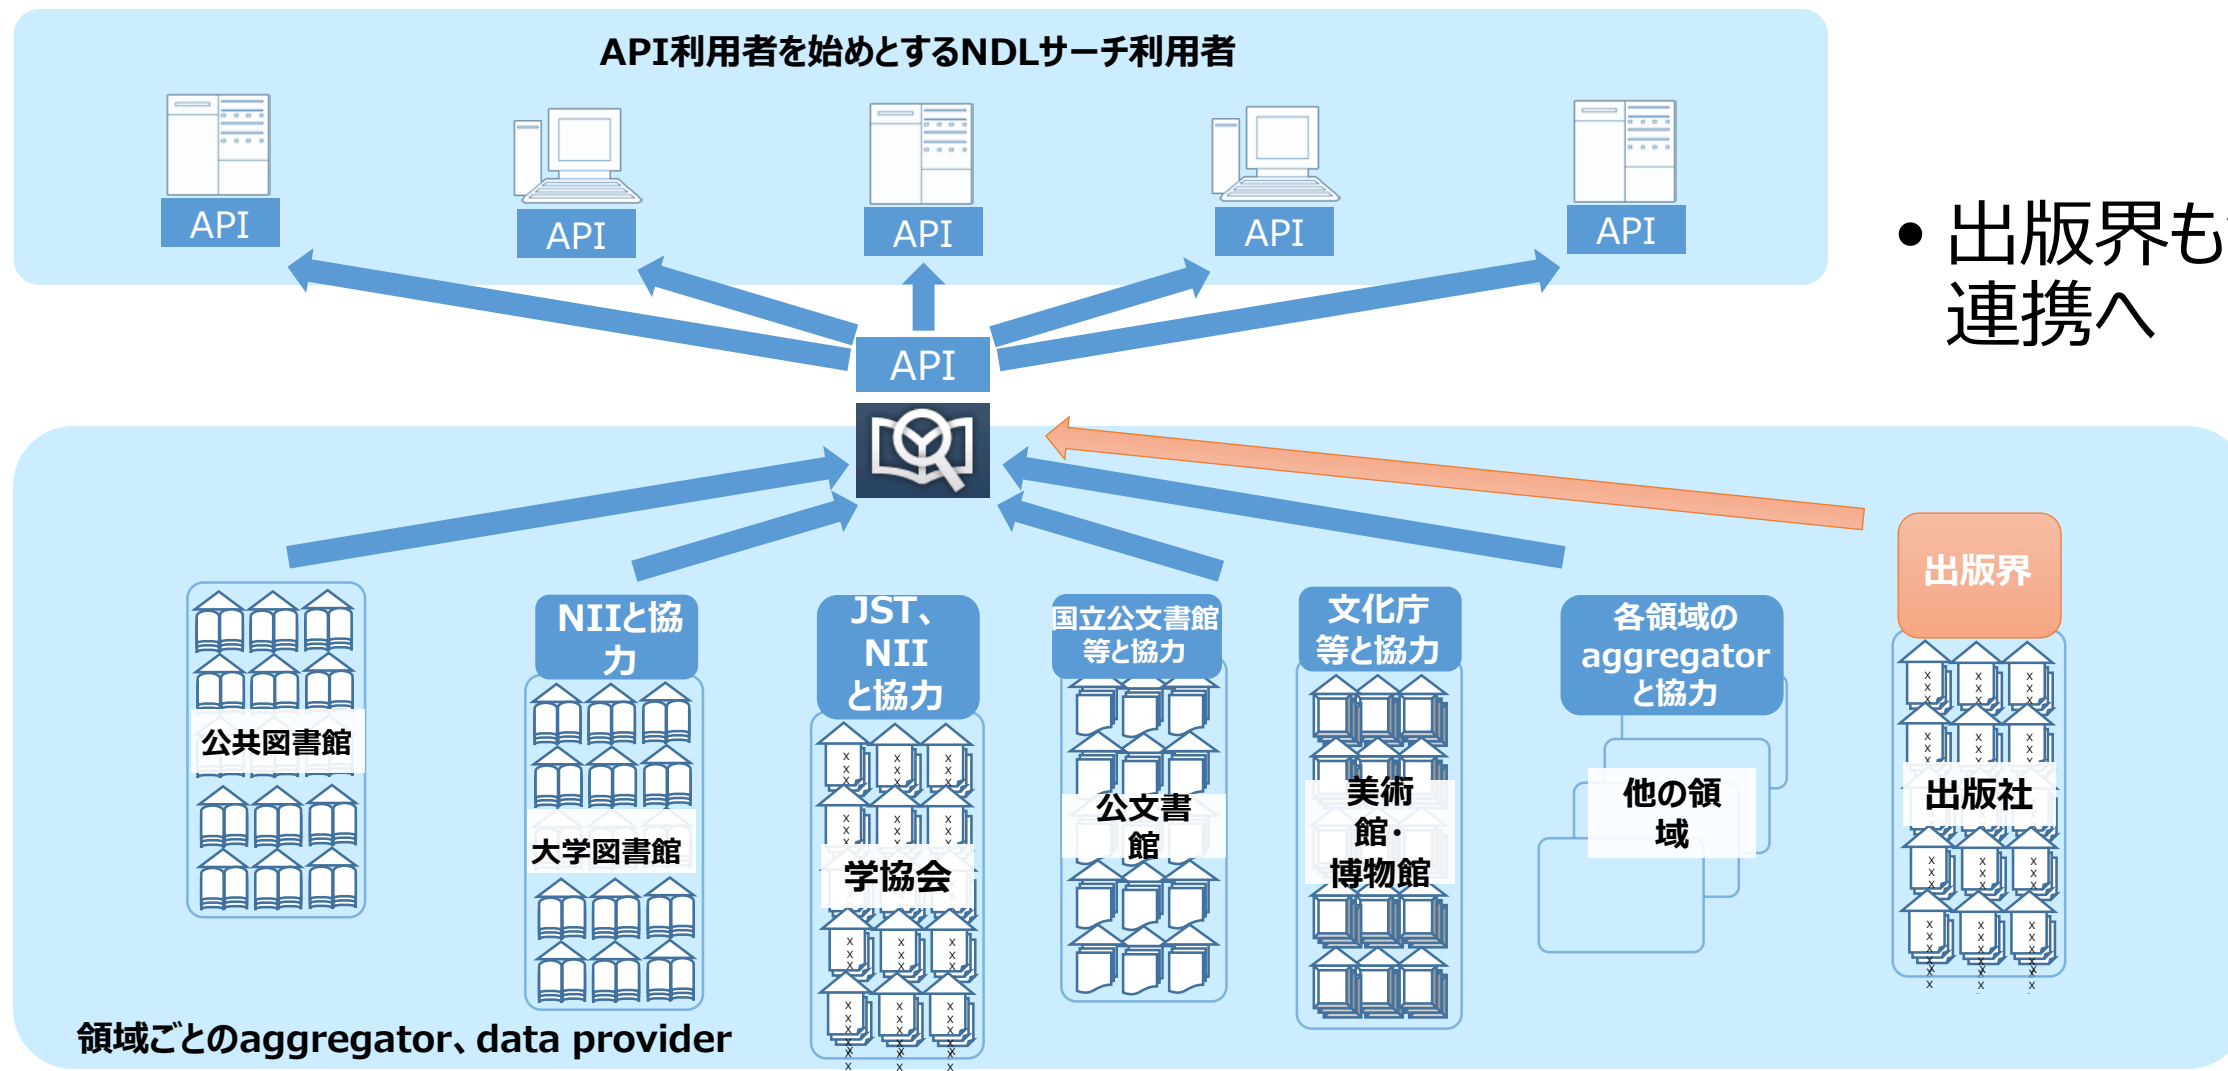 API利用者を始めとするNDLサーチ利用者
API
API
API
API
API
• 出版界も
連携へ
API
出版界
NIIと協
力
JST、
NII
と協力
国立公文書館
等と協力
文化庁
等と協力
各領域の
aggregator
と協力
公共図書館
大学図書館
学協会
公文書
館
美術
館・
博物館
他の領
域
出版社
領域ごとのaggregator、data provider